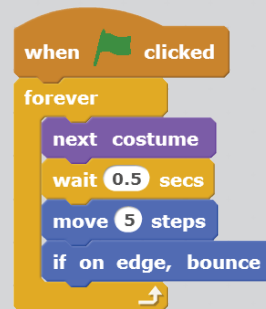 when clicked
forever
next costume
wait 0.5 secs
move 5 steps
if on edge, bounce